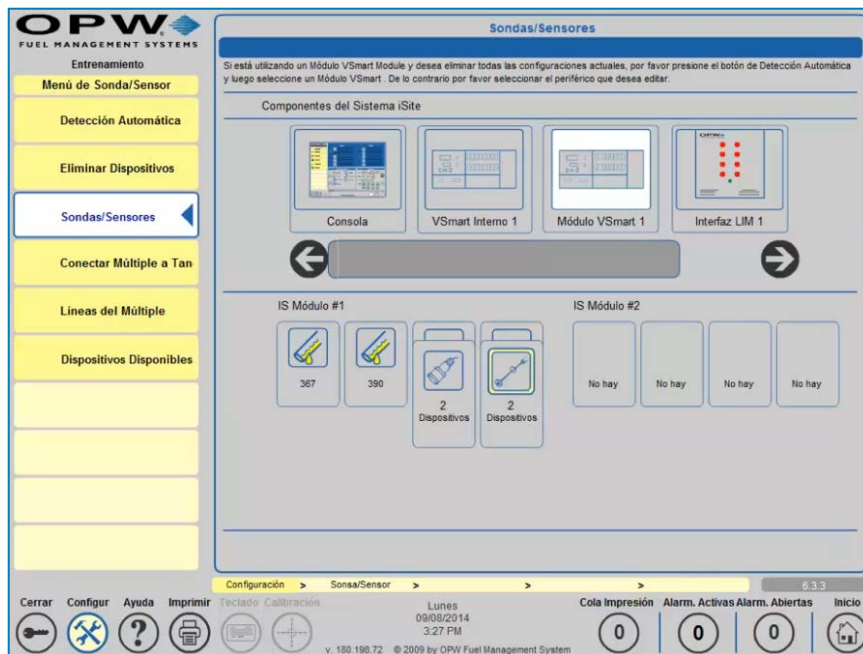 OPW
FUEL MANAGEMENT SYSTEMS
Entrenamiento
Menú de Sonda/Sensor
Detección Automática
Eliminar Dispositivos
Sondas/Sensores
Conectar Múltiple a Tan
Líneas del Múltiple
Dispositivos Disponibles
Sondas/Sensores
Si está utilizando un Módulo VSmart Module y desea eliminar todas las configuraciones actuales, por favor presione el botón de Detección Automática
y luego seleccione un Módulo VSmart . De lo contrario por favor seleccionar el periférico que desea editar.
Componentes del Sistema iSite
Consola
VSmart Interno 1
Módulo VSmart 1
OPW
Interfaz LIM 1
IS Módulo #1
IS Módulo #2
367
390
2
Dispositivos
2
Dispositivos
No hay
No hay
No hay
No hay
Configuración > Sonsa/Sensor > > >
6.3.3
Cerrar
Configur
Ayuda
Imprimir
Teclado
Calibración
Lunes
09/08/2014
3:27 PM
v. 180.198.72 © 2009 by OPW Fuel Management System
Cola Impresión
0
Alarm. Activas
0
Alarm. Abiertas
0
Inicio